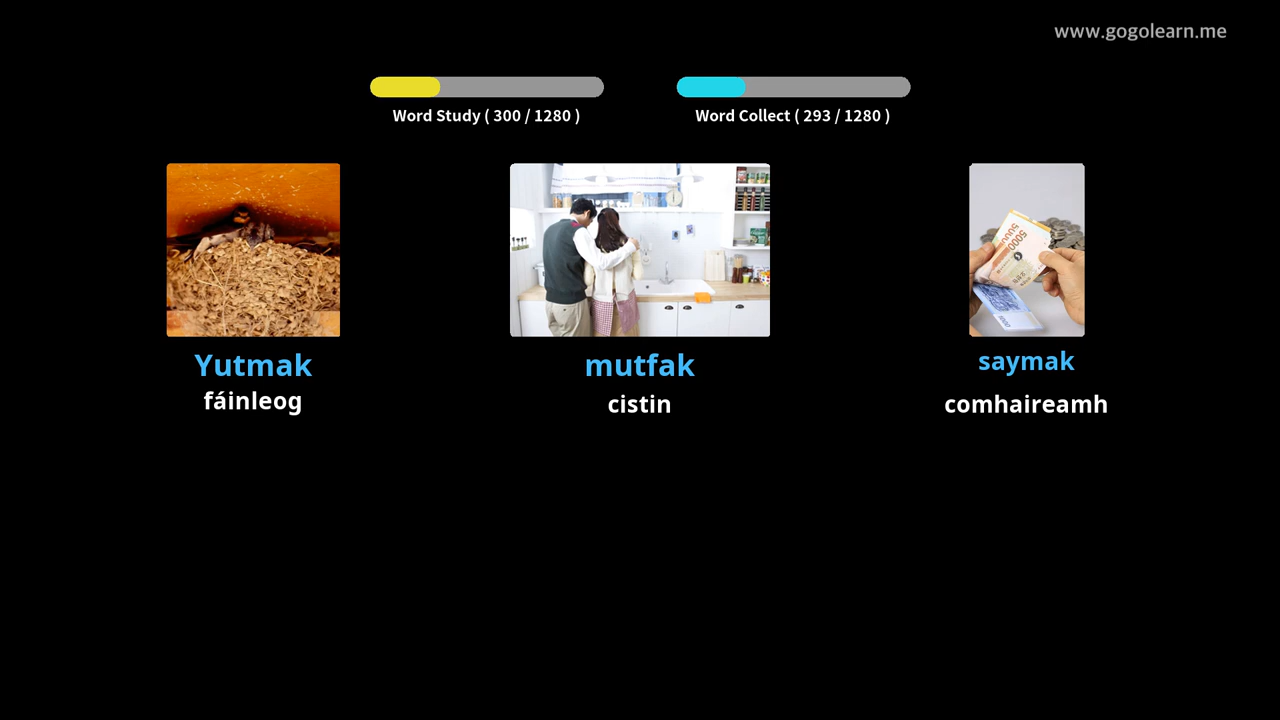 www.gogolearn.me
Word Study ( 300 / 1280 )
Word Collect ( 293 / 1280 )
Yutmak
fáinleog
mutfak
cistin
saymak
comhaireamh